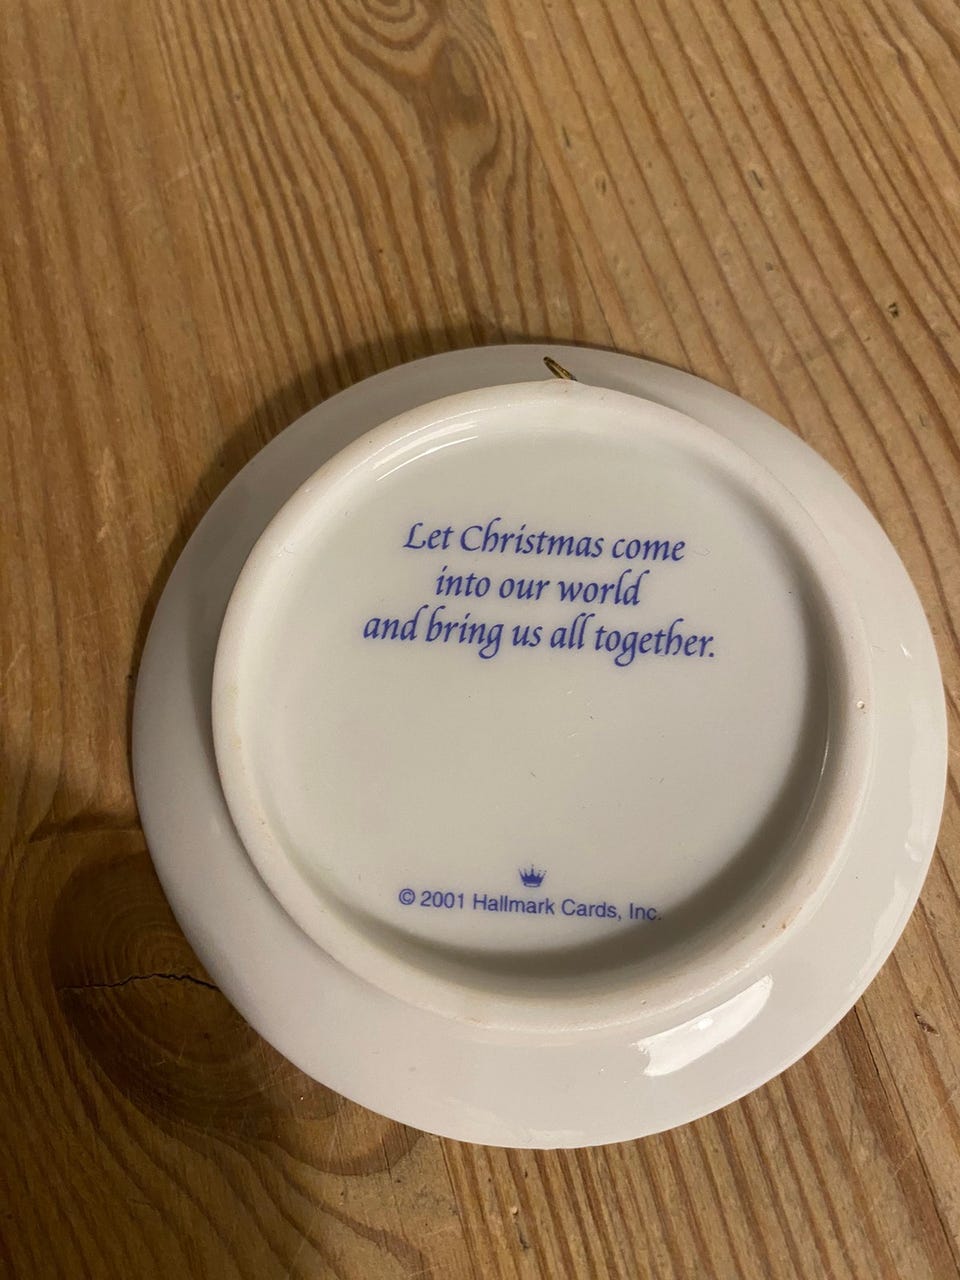 Let Christmas come
into our world
and bring us all together.
© 2001 Hallmark Cards, Inc.